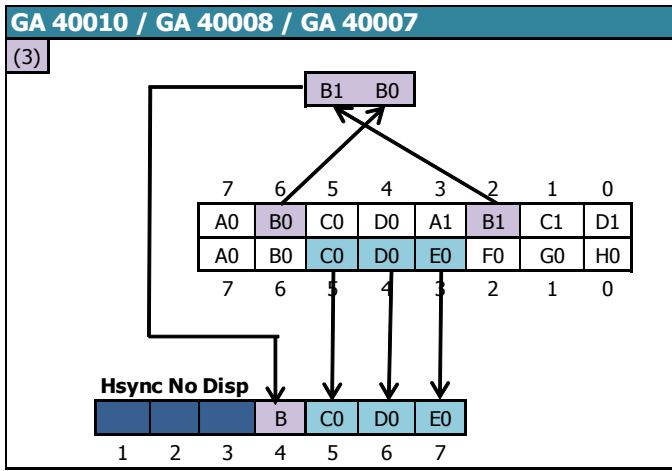 GA 40010 / GA 40008 / GA 40007
(3)
B1 B0
7 6 5 4 3 2 1 0
A0 B0 C0 D0 A1 B1 C1 D1
A0 B0 C0 D0 E0 F0 G0 H0
7 6 5 4 3 2 1 0
Hsync No Disp
B C0 D0 E0
1 2 3 4 5 6 7